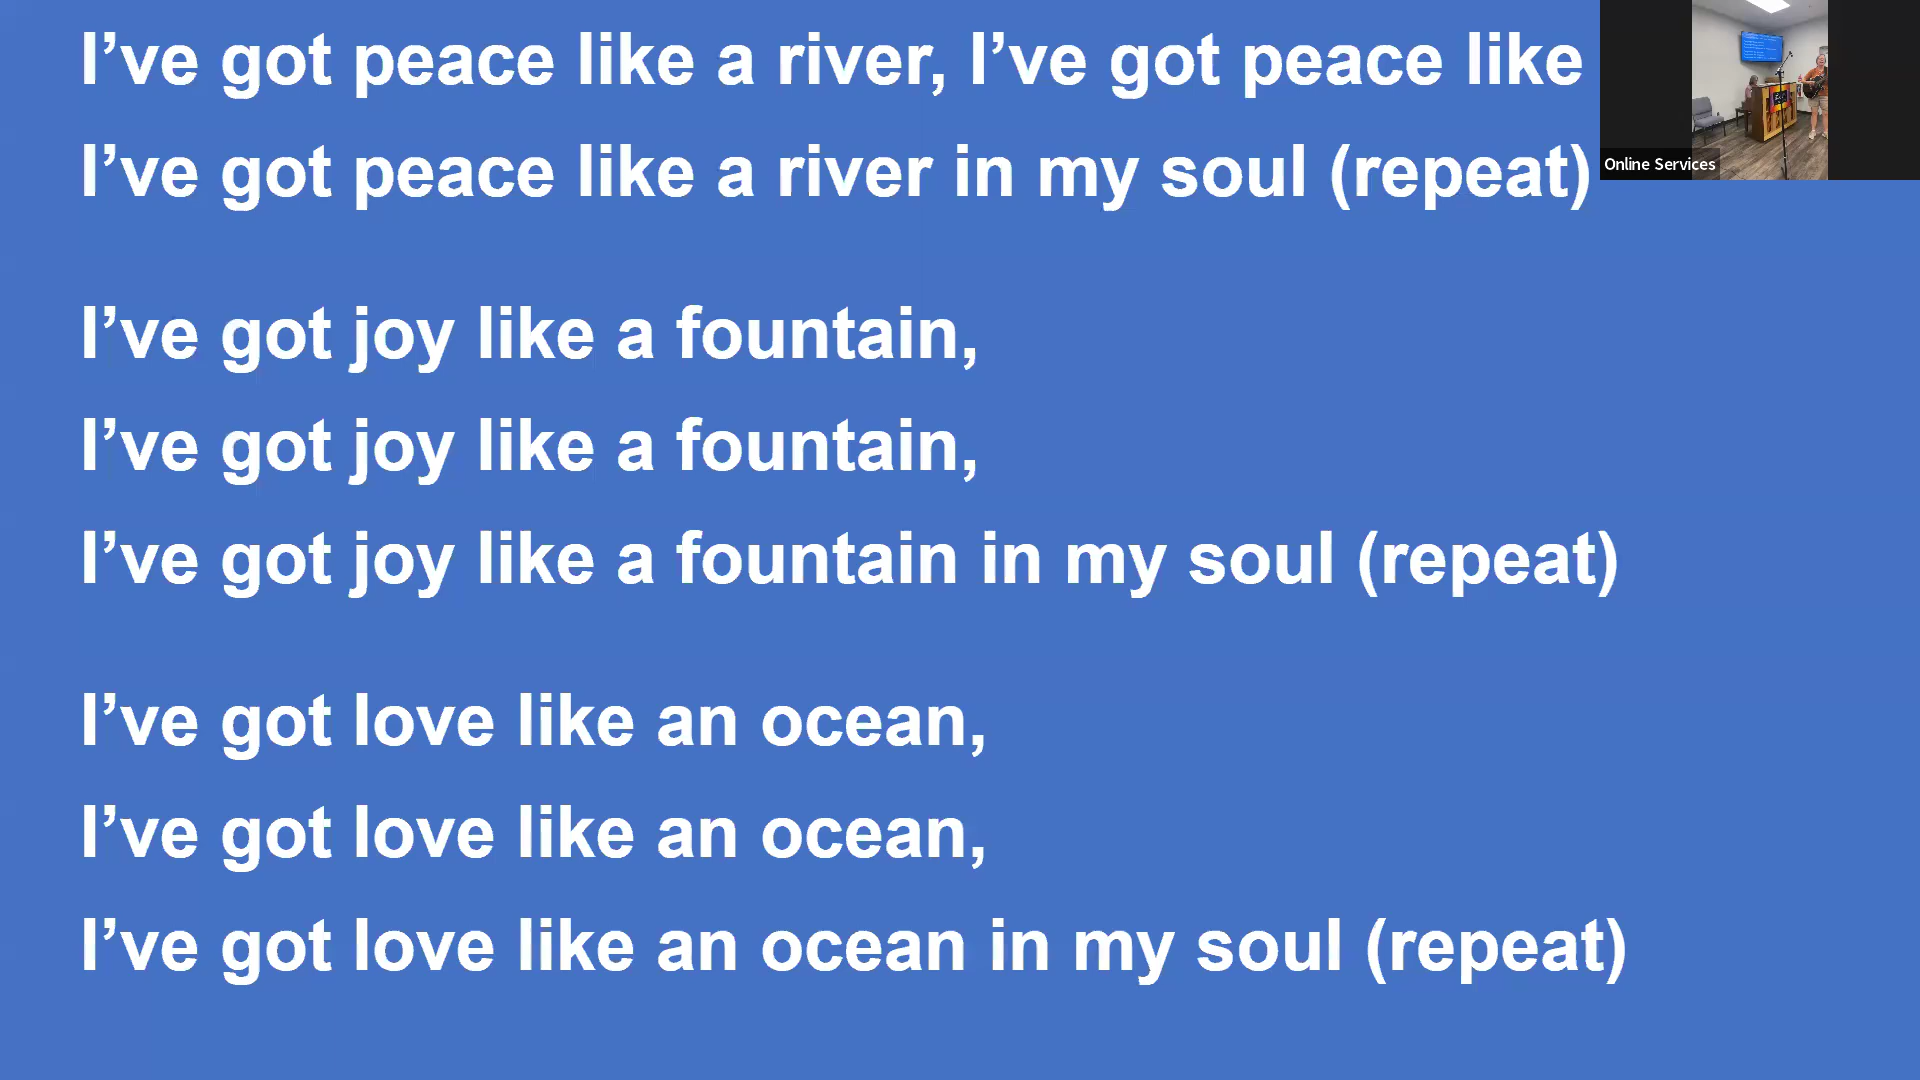 I’ve got peace like a river, I’ve got peace like
I’ve got peace like a river in my soul (repeat)
I’ve got joy like a fountain,
I’ve got joy like a fountain,
I’ve got joy like a fountain in my soul (repeat)
I’ve got love like an ocean,
I’ve got love like an ocean,
I’ve got love like an ocean in my soul (repeat)
Online Services